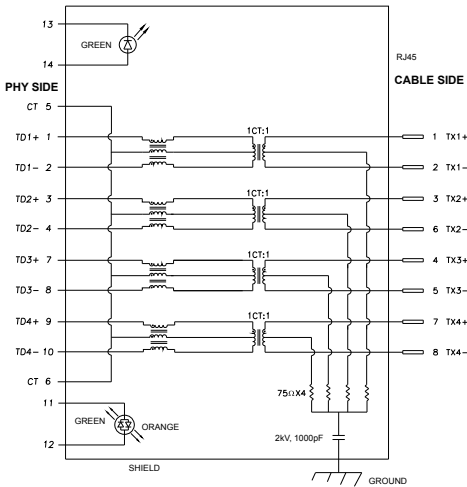 13
GREEN
14
RJ45
PHY SIDE
CABLE SIDE
CT 5
1CT:1
TD1+ 1
1 TX1+
TD1- 2
2 TX1-
1CT:1
TD2+ 3
3 TX2+
TD2- 4
6 TX2-
1CT:1
TD3+ 7
4 TX3+
TD3- 8
5 TX3-
1CT:1
TD4+ 9
7 TX4+
TD4- 10
8 TX4-
CT 6
75ΩX4
11
GREEN
ORANGE
12
2kV, 1000pF
SHIELD
GROUND